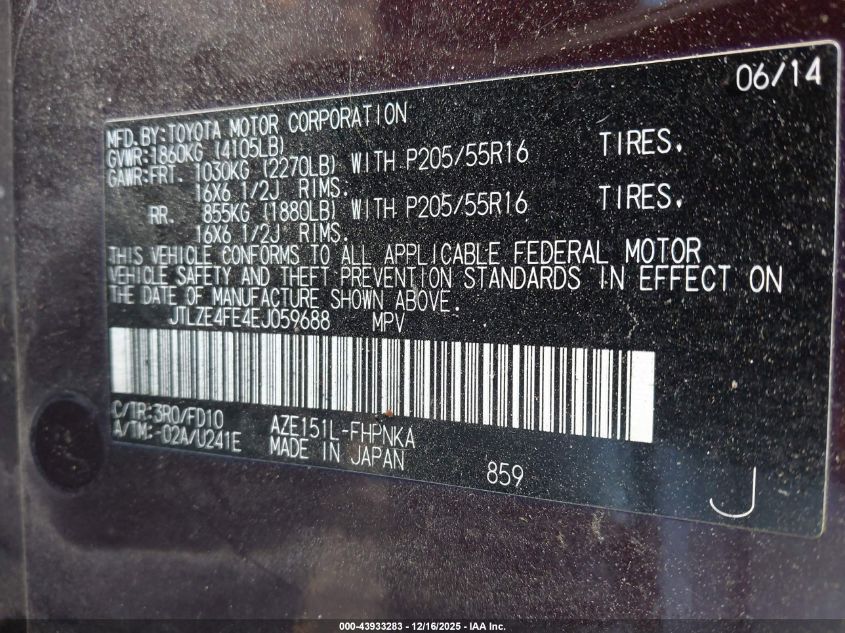 06/14
MFD.BY:TOYOTA MOTOR CORPORATION
GVWR:1860KG (4105LB)
GAWR:FRT. 1030KG (2270LB) WITH P205/55R16 TIRES,
16X6 1/2J RIMS.
RR. 855KG (1880LB) WITH P205/55R16 TIRES,
16X6 1/2J RIMS.
THIS VEHICLE CONFORMS TO ALL APPLICABLE FEDERAL MOTOR
VEHICLE SAFETY AND THEFT PREVENTION STANDARDS IN EFFECT ON
THE DATE OF MANUFACTURE SHOWN ABOVE.
JTLZE4FE4EJ059688 MPV
C/TR:3R0/FD10 AZE151L-FHPNKA
A/TM:-02A/U241E MADE IN JAPAN
859
J
000-43933283 - 12/16/2025 - IAA Inc.